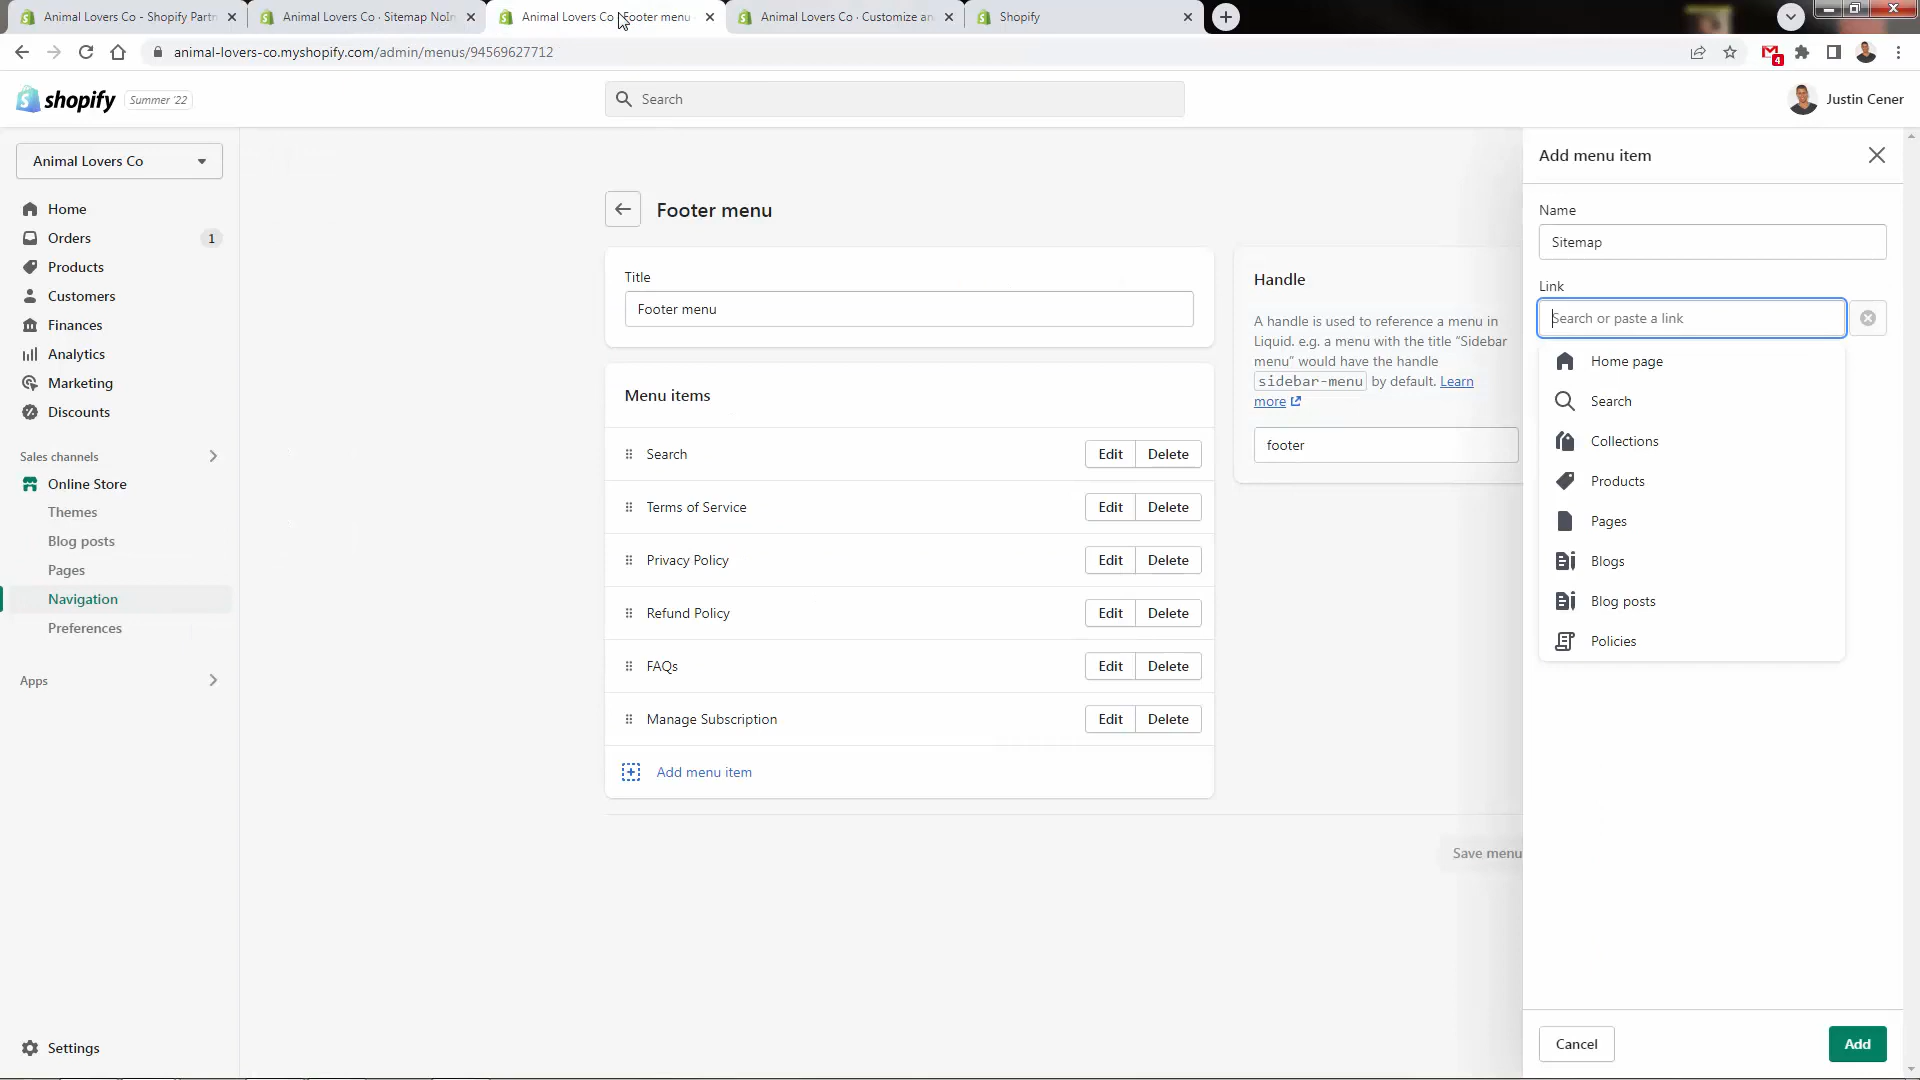 Animal Lovers Co - Shopify Partn
Animal Lovers Co · Sitemap NoIn
Animal Lovers Co · Footer menu
Animal Lovers Co · Customize an
Shopify
animal-lovers-co.myshopify.com/admin/menus/94569627712
4
shopify
Summer '22
Search
Justin Cener
Animal Lovers Co
Home
Orders
1
Products
Customers
Finances
Analytics
Marketing
Discounts
Sales channels
Online Store
Themes
Blog posts
Pages
Navigation
Preferences
Apps
Settings
Footer menu
Title
Footer menu
Menu items
Search
Edit
Delete
Terms of Service
Edit
Delete
Privacy Policy
Edit
Delete
Refund Policy
Edit
Delete
FAQs
Edit
Delete
Manage Subscription
Edit
Delete
Add menu item
Handle
A handle is used to reference a menu in
Liquid. e.g. a menu with the title “Sidebar
menu” would have the handle
sidebar-menu by default. Learn
more
footer
Save menu
Add menu item
Name
Sitemap
Link
Search or paste a link
Home page
Search
Collections
Products
Pages
Blogs
Blog posts
Policies
Cancel
Add